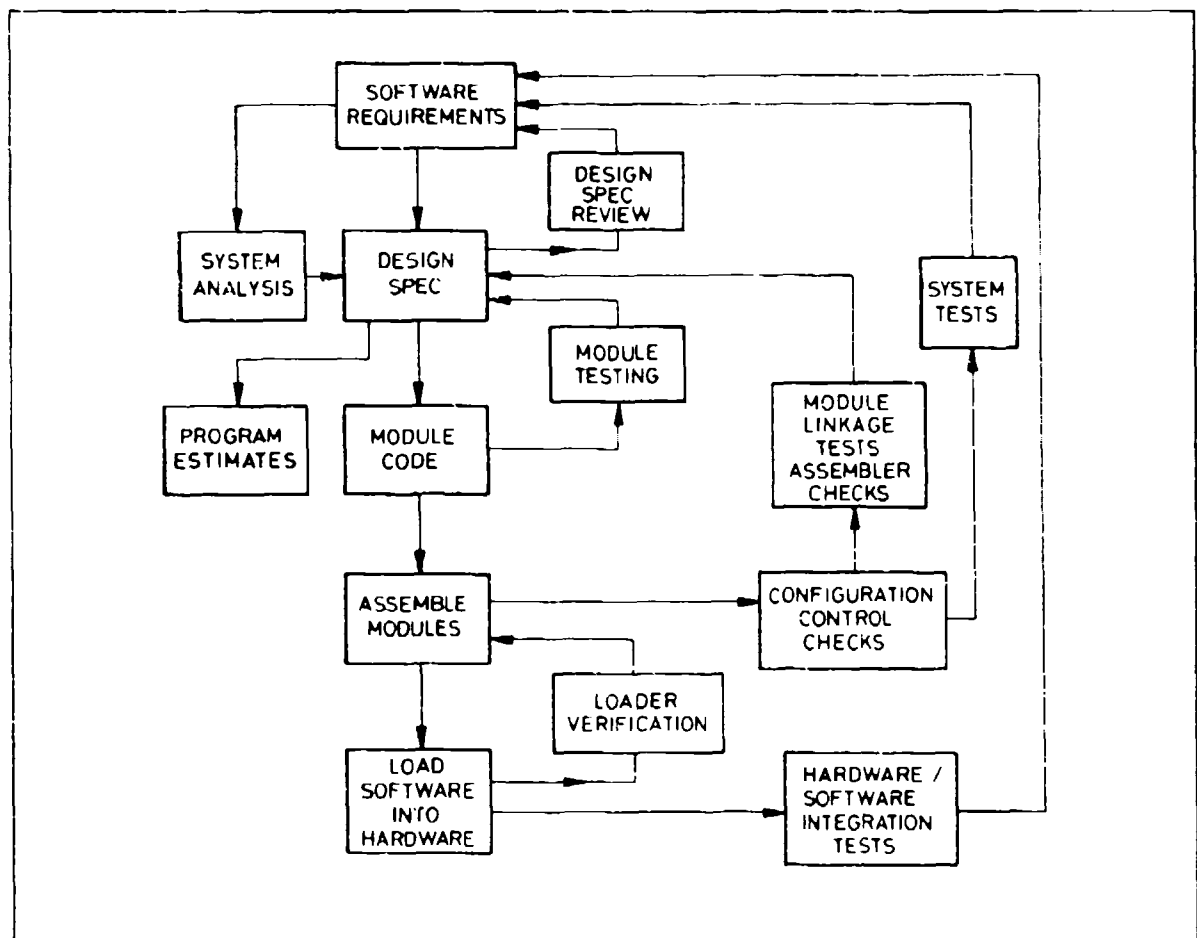 SOFTWARE
REQUIREMENTS
DESIGN
SPEC
REVIEW
SYSTEM
ANALYSIS
DESIGN
SPEC
SYSTEM
TESTS
MODULE
TESTING
PROGRAM
ESTIMATES
MODULE
CODE
MODULE
LINKAGE
TESTS
ASSEMBLER
CHECKS
ASSEMBLE
MODULES
CONFIGURATION
CONTROL
CHECKS
LOADER
VERIFICATION
LOAD
SOFTWARE
INTO
HARDWARE
HARDWARE /
SOFTWARE
INTEGRATION
TESTS